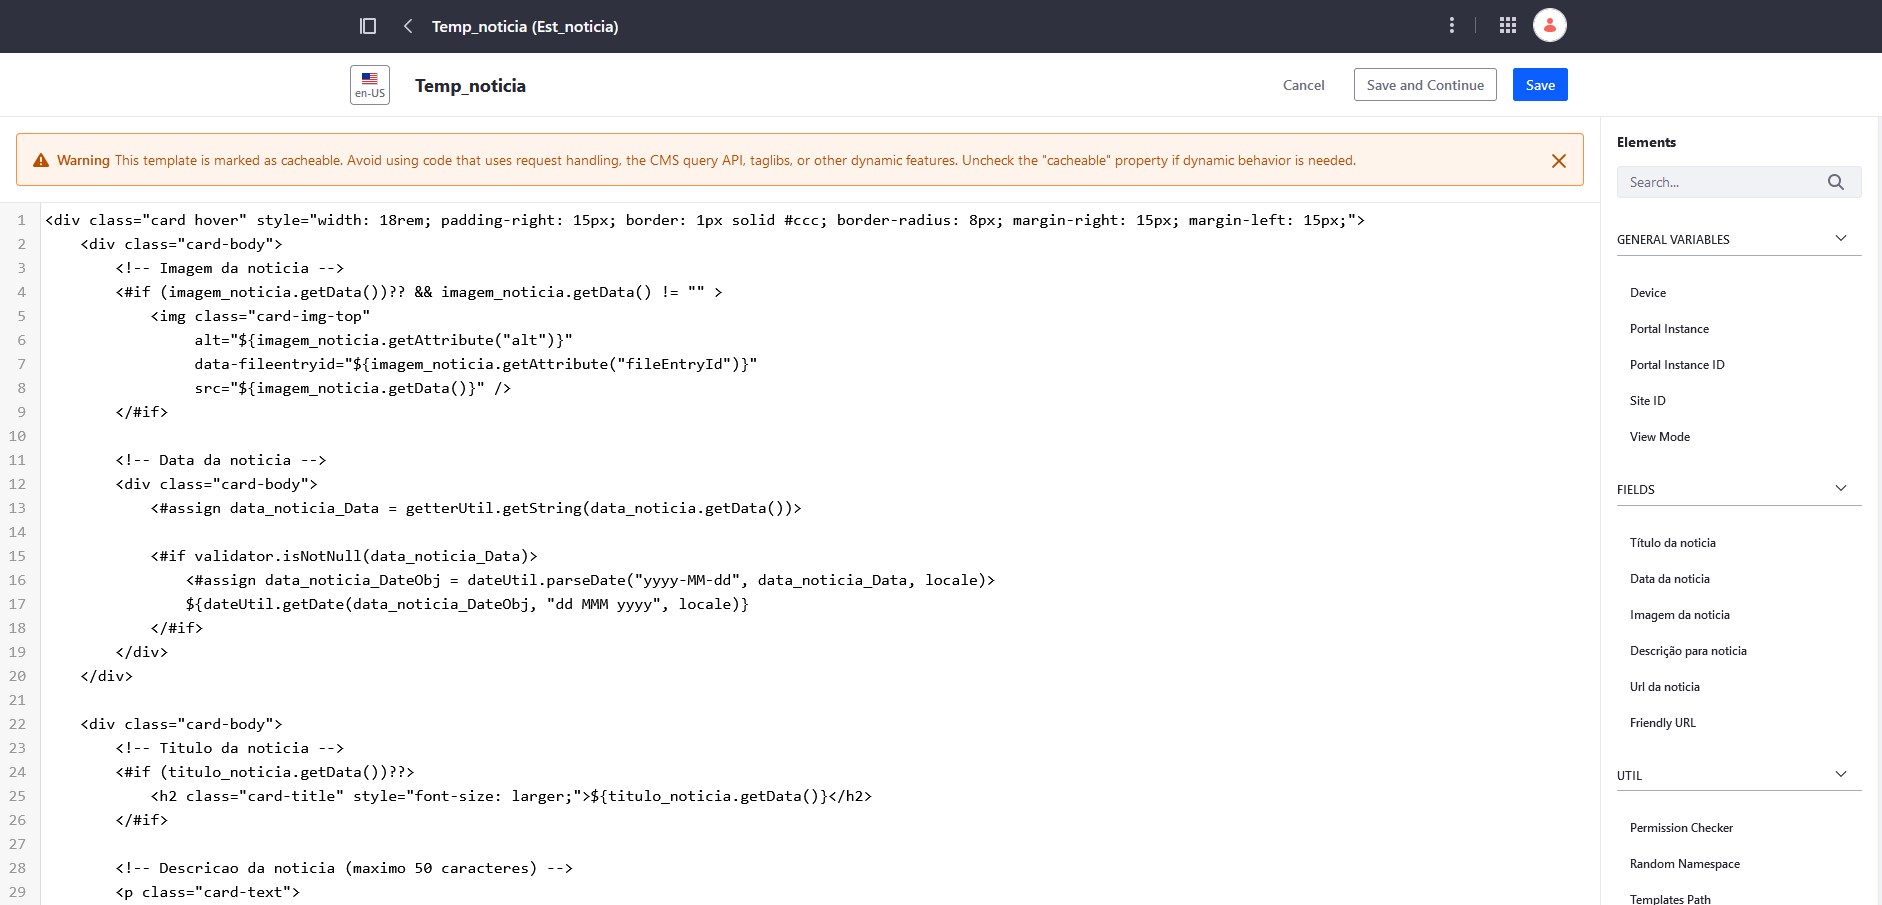 Temp_noticia (Est_noticia)
en-US
Temp_noticia
Cancel
Save and Continue
Save
Warning This template is marked as cacheable. Avoid using code that uses request handling, the CMS query API, taglibs, or other dynamic features. Uncheck the "cacheable" property if dynamic behavior is needed.
1 <div class="card hover" style="width: 18rem; padding-right: 15px; border: 1px solid #ccc; border-radius: 8px; margin-right: 15px; margin-left: 15px;">
2     <div class="card-body">
3         <!-- Imagem da noticia -->
4         <#if (imagem_noticia.getData())?? && imagem_noticia.getData() != "" >
5             <img class="card-img-top"
6                  alt="${imagem_noticia.getAttribute("alt")}"
7                  data-fileentryid="${imagem_noticia.getAttribute("fileEntryId")}"
8                  src="${imagem_noticia.getData()}" />
9         </#if>
10
11         <!-- Data da noticia -->
12         <div class="card-body">
13             <#assign data_noticia_Data = getterUtil.getString(data_noticia.getData())>
14
15             <#if validator.isNotNull(data_noticia_Data)>
16                 <#assign data_noticia_DateObj = dateUtil.parseDate("yyyy-MM-dd", data_noticia_Data, locale)>
17                 ${dateUtil.getDate(data_noticia_DateObj, "dd MMM yyyy", locale)}
18             </#if>
19         </div>
20     </div>
21
22     <div class="card-body">
23         <!-- Titulo da noticia -->
24         <#if (titulo_noticia.getData())??>
25             <h2 class="card-title" style="font-size: larger;">${titulo_noticia.getData()}</h2>
26         </#if>
27
28         <!-- Descricao da noticia (maximo 50 caracteres) -->
29         <p class="card-text">
Elements
Search...
GENERAL VARIABLES
Device
Portal Instance
Portal Instance ID
Site ID
View Mode
FIELDS
Título da noticia
Data da noticia
Imagem da noticia
Descrição para noticia
Url da noticia
Friendly URL
UTIL
Permission Checker
Random Namespace
Templates Path